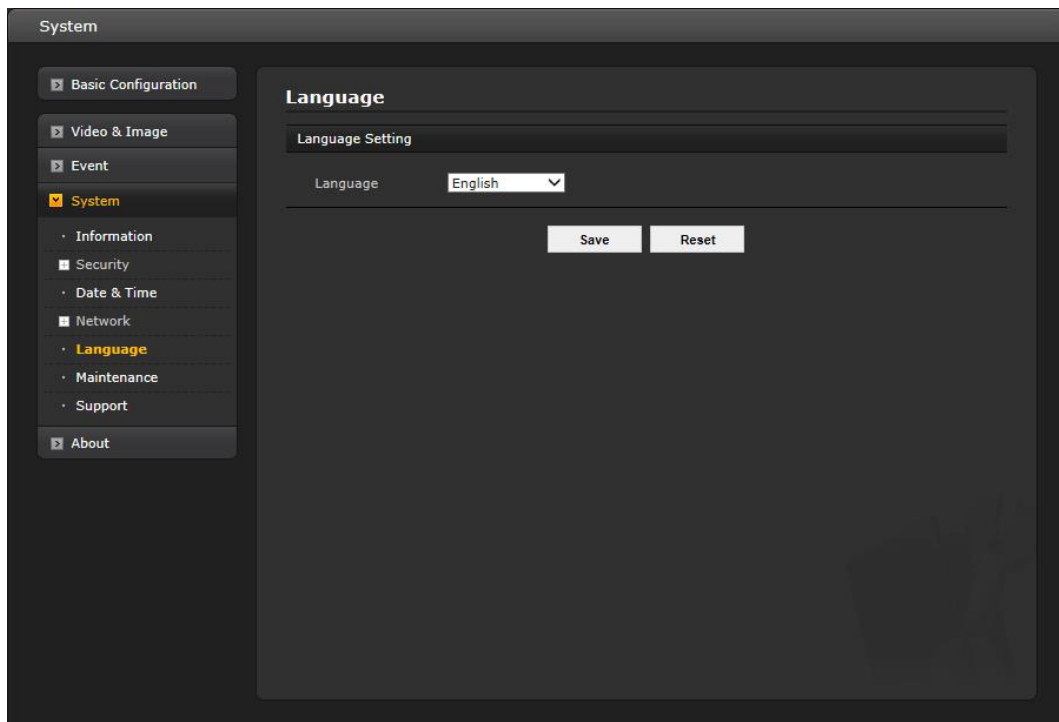 System
Basic Configuration
Video & Image
Event
System
Information
Security
Date & Time
Network
Language
Maintenance
Support
About
Language
Language Setting
Language English
Save Reset